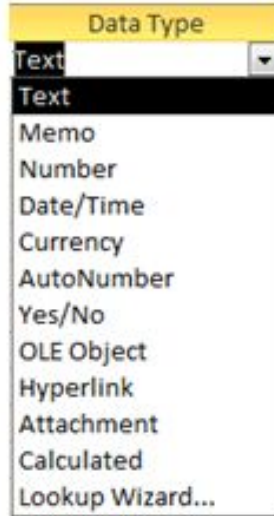 Data Type
Text
Text
Memo
Number
Date/Time
Currency
AutoNumber
Yes/No
OLE Object
Hyperlink
Attachment
Calculated
Lookup Wizard...